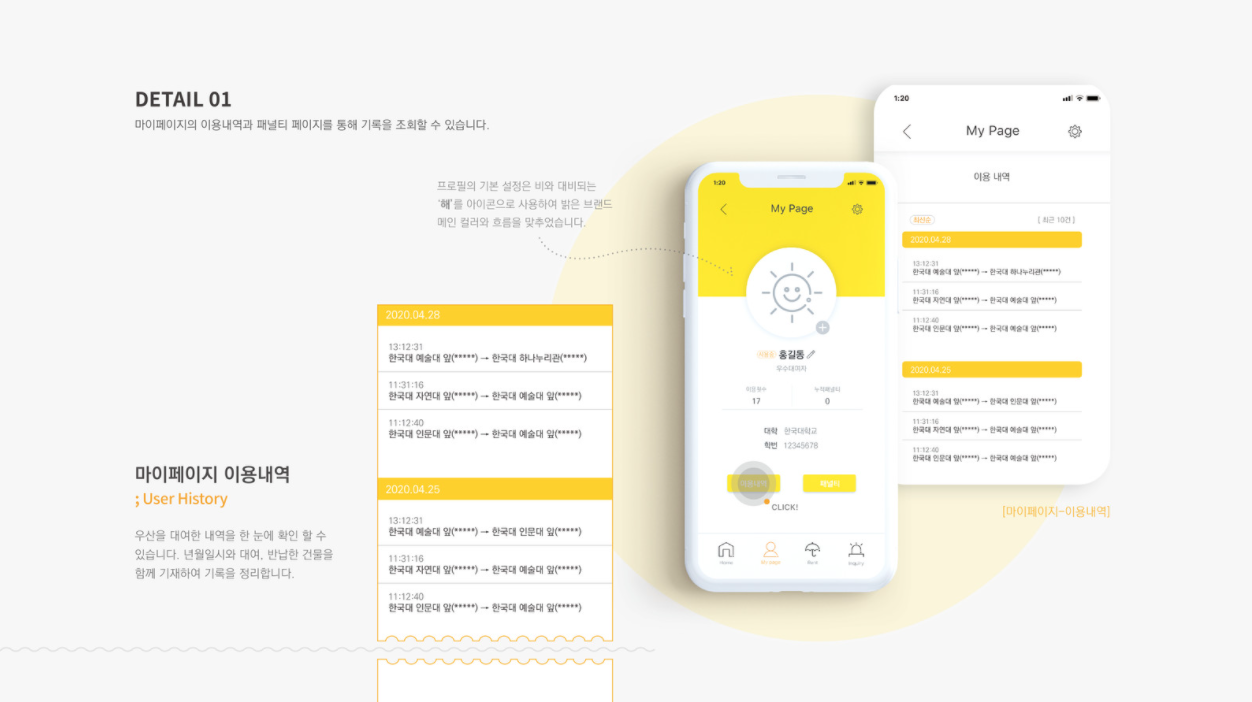 DETAIL 01
마이페이지의 이용내역과 패널티 페이지를 통해 기록을 조회할 수 있습니다.
프로필의 기본 설정은 비와 대비되는
'해'를 아이콘으로 사용하여 밝은 브랜드
메인 컬러와 흐름을 맞추었습니다.
마이페이지 이용내역
; User History
우산을 대여한 내역을 한 눈에 확인 할 수
있습니다. 년월일시와 대여, 반납한 건물을
함께 기재하여 기록을 정리합니다.
2020.04.28
13:12:31
한국대 예술대 앞(*****) → 한국대 하나누리관(*****)
11:31:16
한국대 자연대 앞(*****) → 한국대 예술대 앞(*****)
11:12:40
한국대 인문대 앞(*****) → 한국대 예술대 앞(*****)
2020.04.25
13:12:31
한국대 예술대 앞(*****) → 한국대 인문대 앞(*****)
11:31:16
한국대 자연대 앞(*****) → 한국대 예술대 앞(*****)
11:12:40
한국대 인문대 앞(*****) → 한국대 예술대 앞(*****)
1:20
My Page
홍길동
우수대여자
이용횟수
누적패널티
17
0
대학 한국대학교
학번 12345678
이용내역
패널티
CLICK!
Home
My page
Rent
Inquiry
1:20
My Page
이용 내역
최신순
[ 최근 10건 ]
2020.04.28
13:12:31
한국대 예술대 앞(*****) → 한국대 하나누리관(*****)
11:31:16
한국대 자연대 앞(*****) → 한국대 예술대 앞(*****)
11:12:40
한국대 인문대 앞(*****) → 한국대 예술대 앞(*****)
2020.04.25
13:12:31
한국대 예술대 앞(*****) → 한국대 인문대 앞(*****)
11:31:16
한국대 자연대 앞(*****) → 한국대 예술대 앞(*****)
11:12:40
한국대 인문대 앞(*****) → 한국대 예술대 앞(*****)
[마이페이지-이용내역]